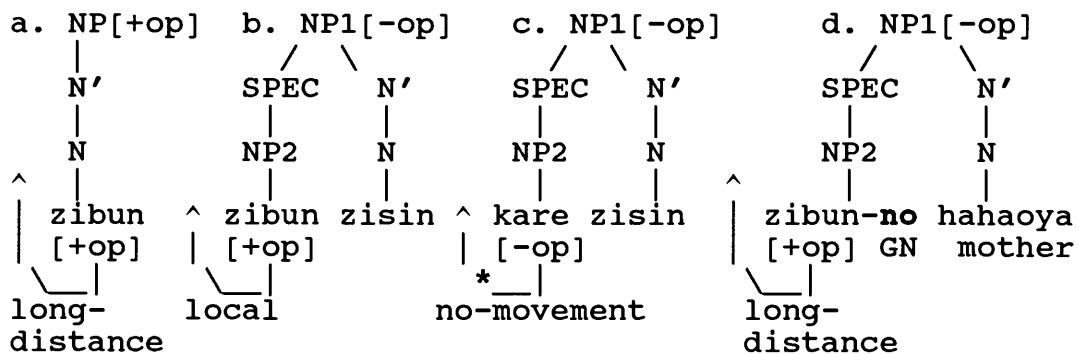 a. NP[+op] b. NP1[-op] c. NP1[-op] d. NP1[-op]
N' SPEC N' SPEC N' SPEC N'
N NP2 N NP2 N NP2 N
^ ^ ^ ^
zibun zibun zisin kare zisin zibun-no hahaoya
[+op] [+op] [-op] [+op] GN mother
*
long- local no-movement long-
distance distance